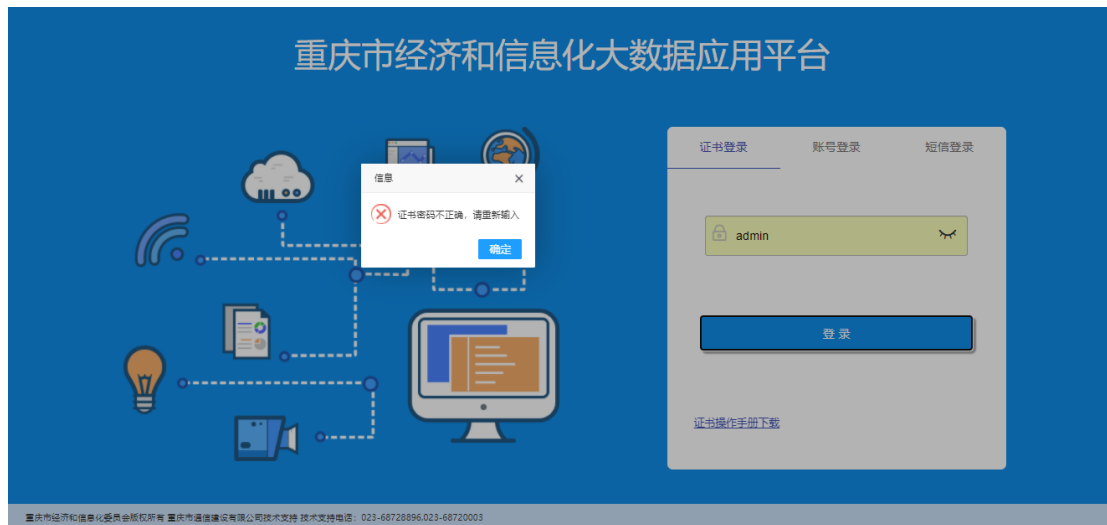 重庆市经济和信息化大数据应用平台
证书登录 账号登录 短信登录
信息
证书密码不正确，请重新输入
确定
admin
登 录
证书操作手册下载
重庆市经济和信息化委员会版权所有 重庆市通信建设有限公司技术支持 技术支持电话：023-68728896,023-68720003